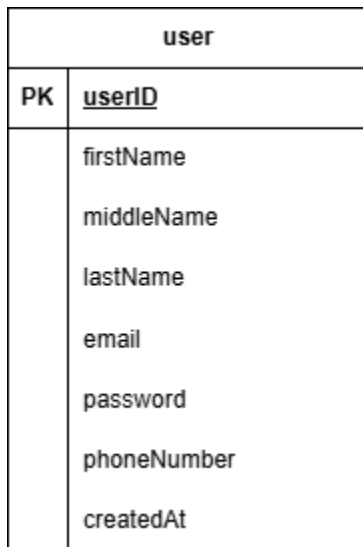 user
PK userID
firstName
middleName
lastName
email
password
phoneNumber
createdAt